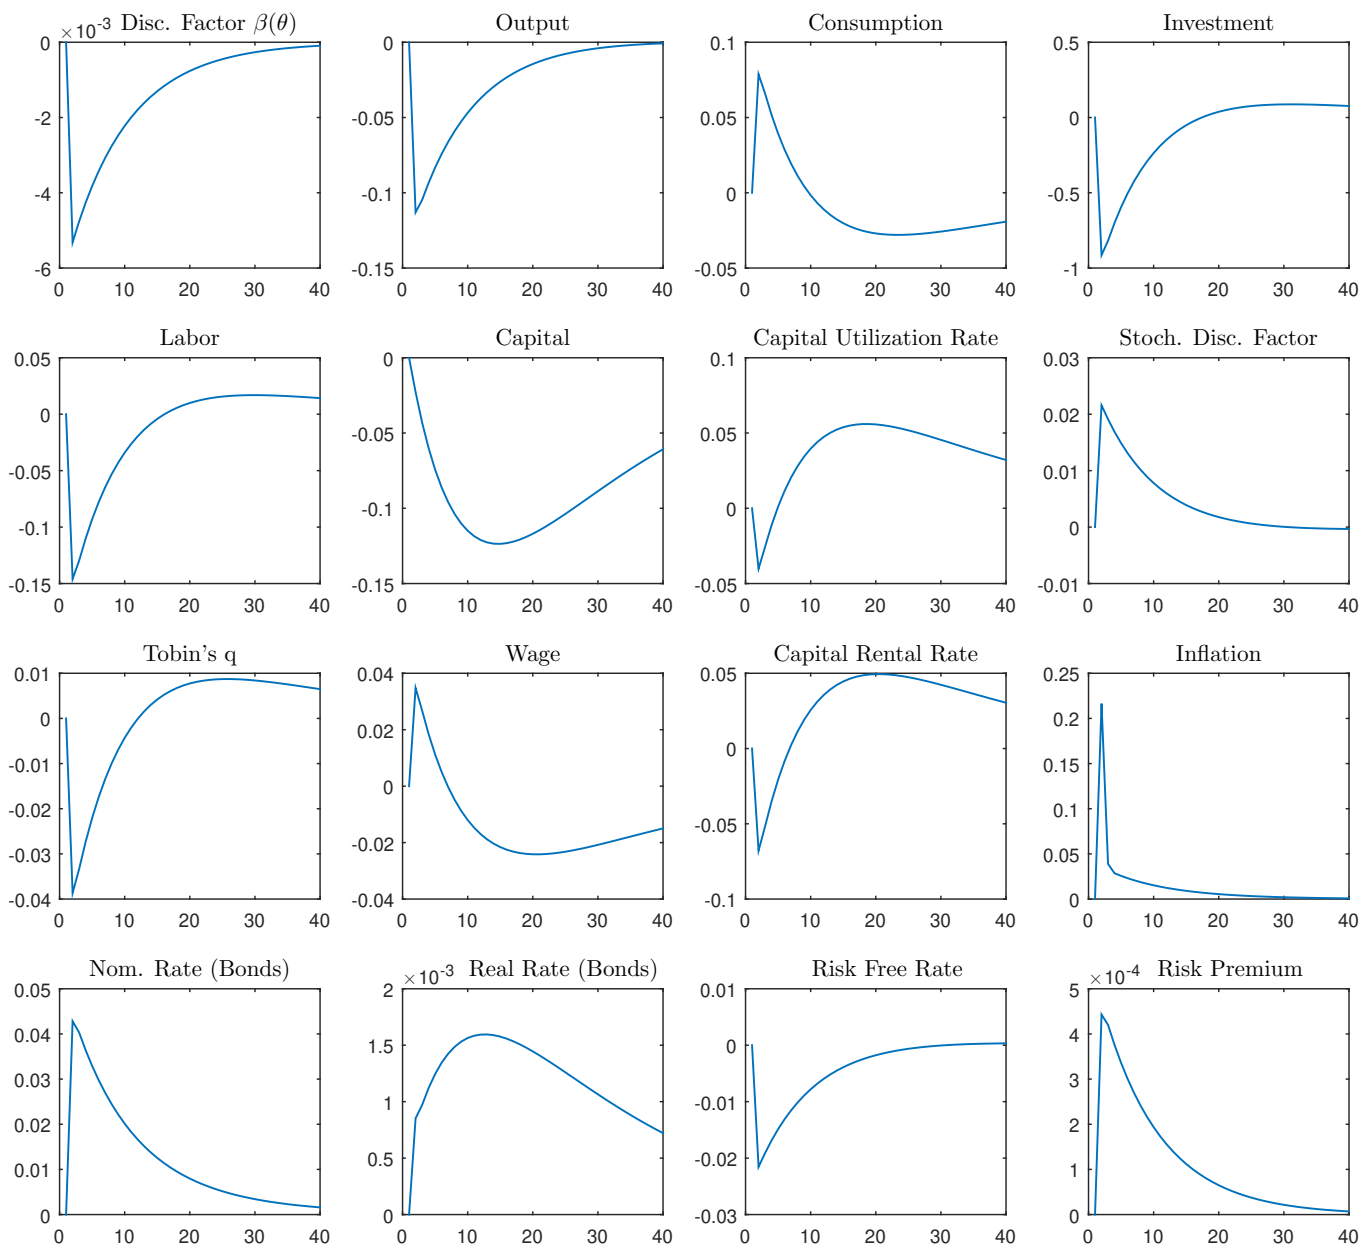 ×10⁻³ Disc. Factor β(θ)
0
-2
-4
-6
0 10 20 30 40
Output
0
-0.05
-0.1
-0.15
0 10 20 30 40
Consumption
0.1
0.05
0
-0.05
0 10 20 30 40
Investment
0.5
0
-0.5
-1
0 10 20 30 40
Labor
0.05
0
-0.05
-0.1
-0.15
0 10 20 30 40
Capital
0
-0.05
-0.1
-0.15
0 10 20 30 40
Capital Utilization Rate
0.1
0.05
0
-0.05
0 10 20 30 40
Stoch. Disc. Factor
0.03
0.02
0.01
0
-0.01
0 10 20 30 40
Tobin's q
0.01
0
-0.01
-0.02
-0.03
-0.04
0 10 20 30 40
Wage
0.04
0.02
0
-0.02
-0.04
0 10 20 30 40
Capital Rental Rate
0.05
0
-0.05
-0.1
0 10 20 30 40
Inflation
0.25
0.2
0.15
0.1
0.05
0
0 10 20 30 40
Nom. Rate (Bonds)
0.05
0.04
0.03
0.02
0.01
0
0 10 20 30 40
×10⁻³ Real Rate (Bonds)
2
1.5
1
0.5
0
0 10 20 30 40
Risk Free Rate
0.01
0
-0.01
-0.02
-0.03
0 10 20 30 40
×10⁻⁴ Risk Premium
5
4
3
2
1
0
0 10 20 30 40